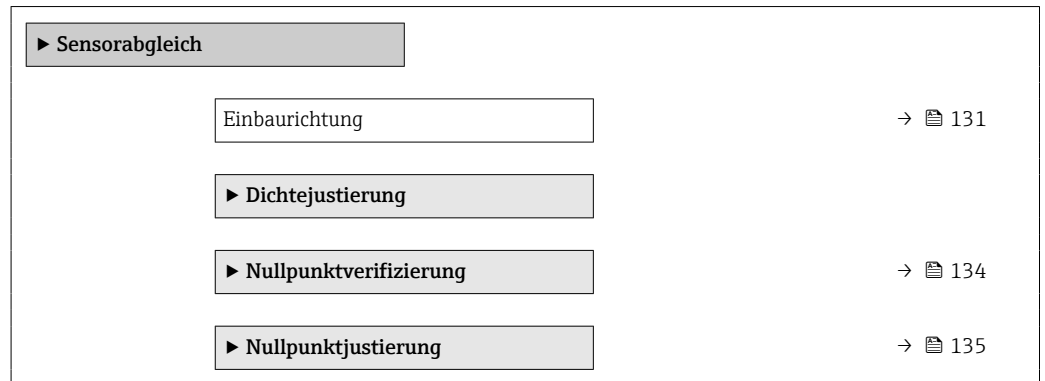 ▶ Sensorabgleich
Einbaurichtung → 131
▶ Dichtejustierung
▶ Nullpunktverifizierung → 134
▶ Nullpunktjustierung → 135